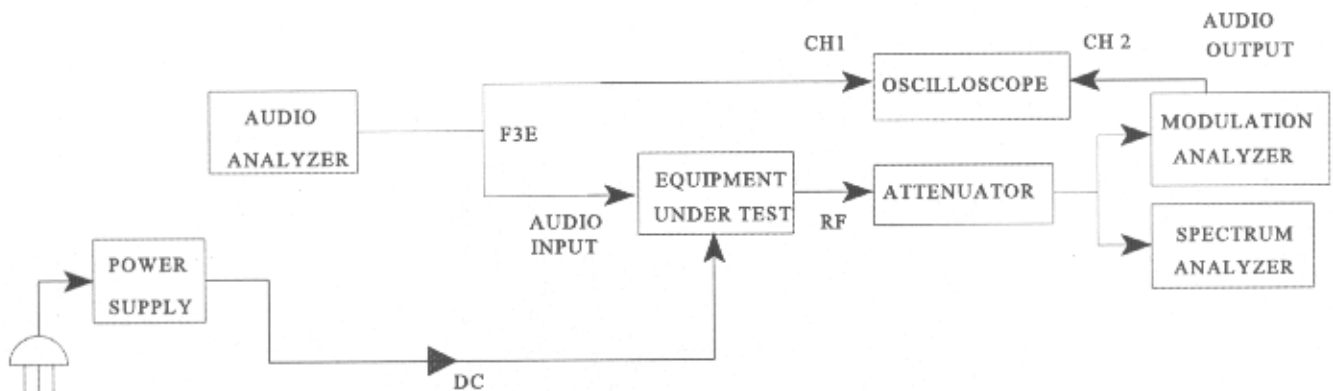 AUDIO
OUTPUT
CH1
CH 2
OSCILLOSCOPE
AUDIO
ANALYZER
F3E
MODULATION
ANALYZER
EQUIPMENT
UNDER TEST
ATTENUATOR
AUDIO
INPUT
RF
SPECTRUM
ANALYZER
POWER
SUPPLY
DC